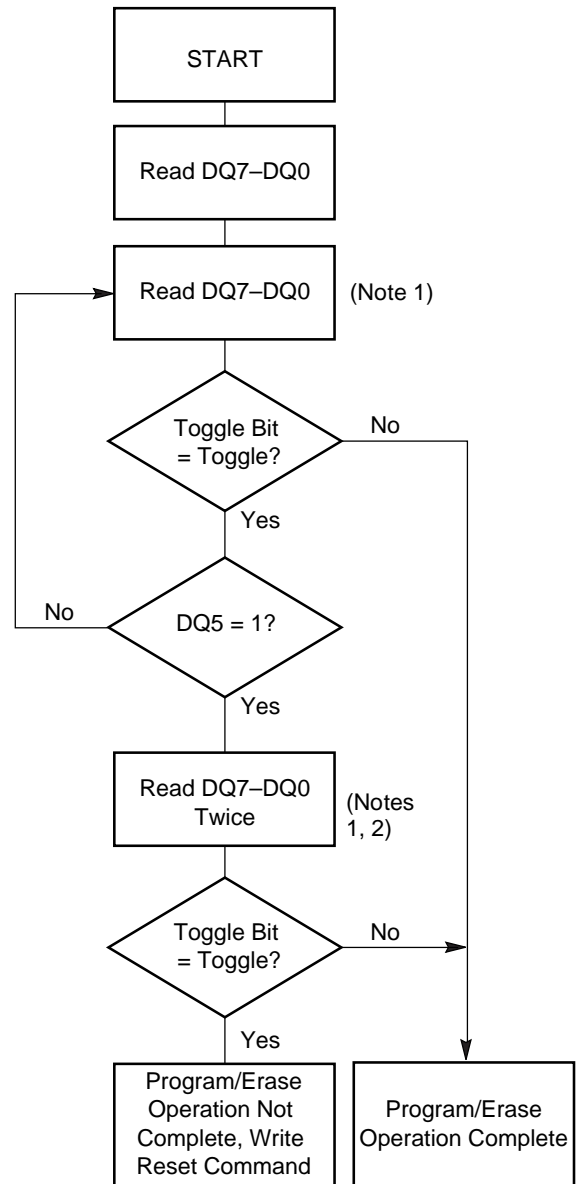 START
Read DQ7–DQ0
Read DQ7–DQ0
(Note 1)
Toggle Bit
= Toggle?
No
Yes
No
DQ5 = 1?
Yes
Read DQ7–DQ0
Twice
(Notes
1, 2)
Toggle Bit
= Toggle?
No
Yes
Program/Erase
Operation Not
Complete, Write
Reset Command
Program/Erase
Operation Complete